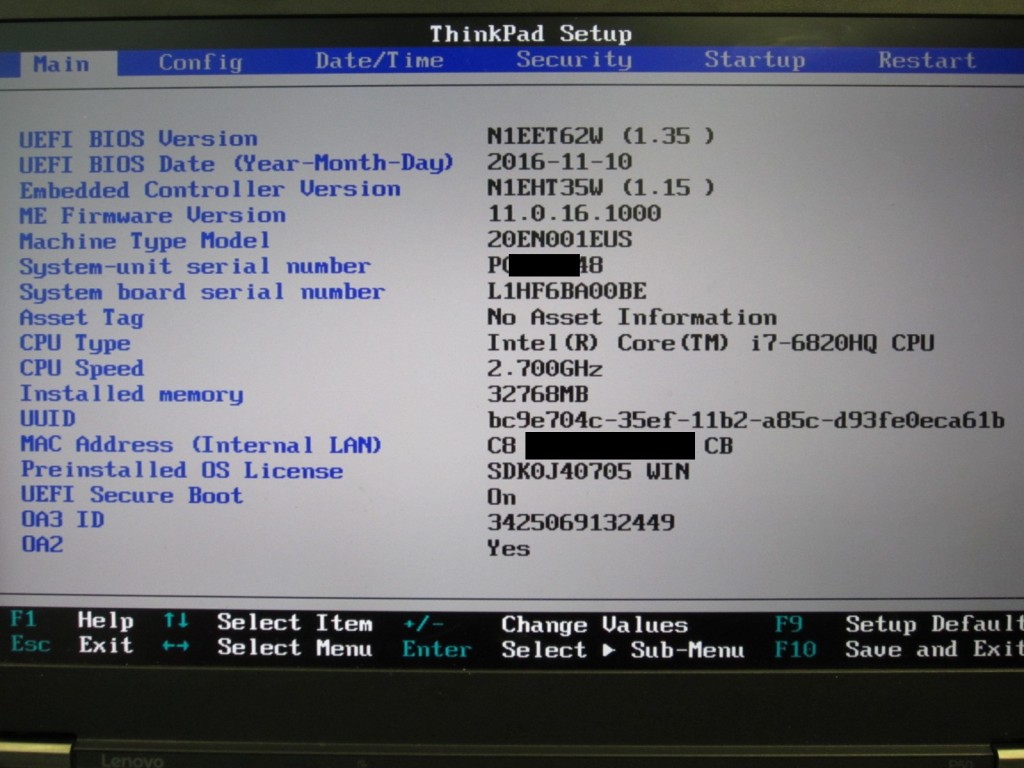 ThinkPad Setup
Main Config Date/Time Security Startup Restart
UEFI BIOS Version N1EET62W (1.35 )
UEFI BIOS Date (Year-Month-Day) 2016-11-10
Embedded Controller Version N1EHT35W (1.15 )
ME Firmware Version 11.0.16.1000
Machine Type Model 20EN001EUS
System-unit serial number 48
System board serial number L1HF6BA00BE
Asset Tag No Asset Information
CPU Type Intel(R) Core(TM) i7-6820HQ CPU
CPU Speed 2.700GHz
Installed memory 32768MB
UUID bc9e704c-35ef-11b2-a85c-d93fe0eca61b
MAC Address (Internal LAN) C8 CB
Preinstalled OS License SDK0J40705 WIN
UEFI Secure Boot On
OA3 ID 3425069132449
OA2 Yes
F1 Help ↑↓ Select Item +/- Change Values F9 Setup Default
Esc Exit ←→ Select Menu Enter Select ▶ Sub-Menu F10 Save and Exit
Lenovo P50